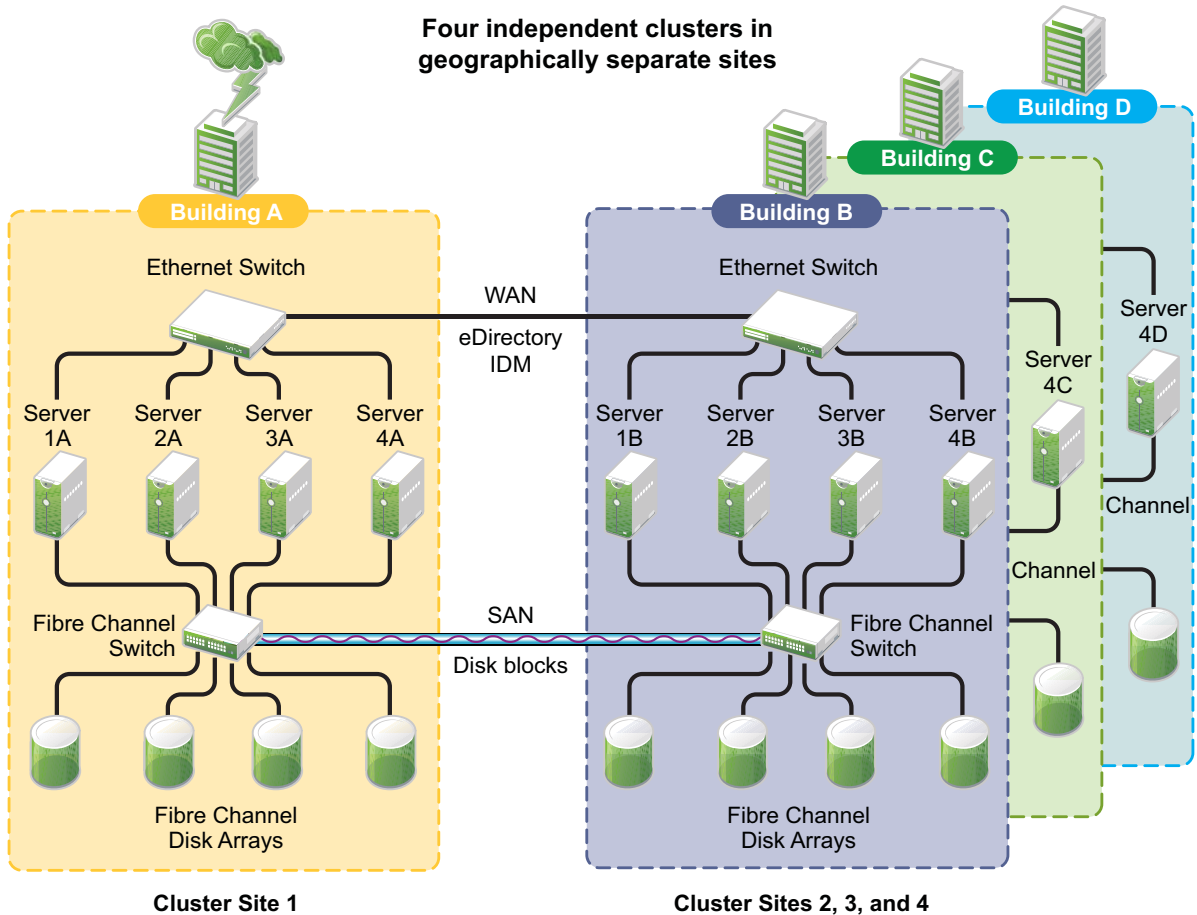 Four independent clusters in
geographically separate sites
Building D
Building C
Building A
Building B
Ethernet Switch
WAN
eDirectory
IDM
Ethernet Switch
Server
1A
Server
2A
Server
3A
Server
4A
Server
1B
Server
2B
Server
3B
Server
4B
Server
4C
Server
4D
Channel
Channel
Fibre Channel
Switch
SAN
Disk blocks
Fibre Channel
Switch
Fibre Channel
Disk Arrays
Fibre Channel
Disk Arrays
Cluster Site 1
Cluster Sites 2, 3, and 4